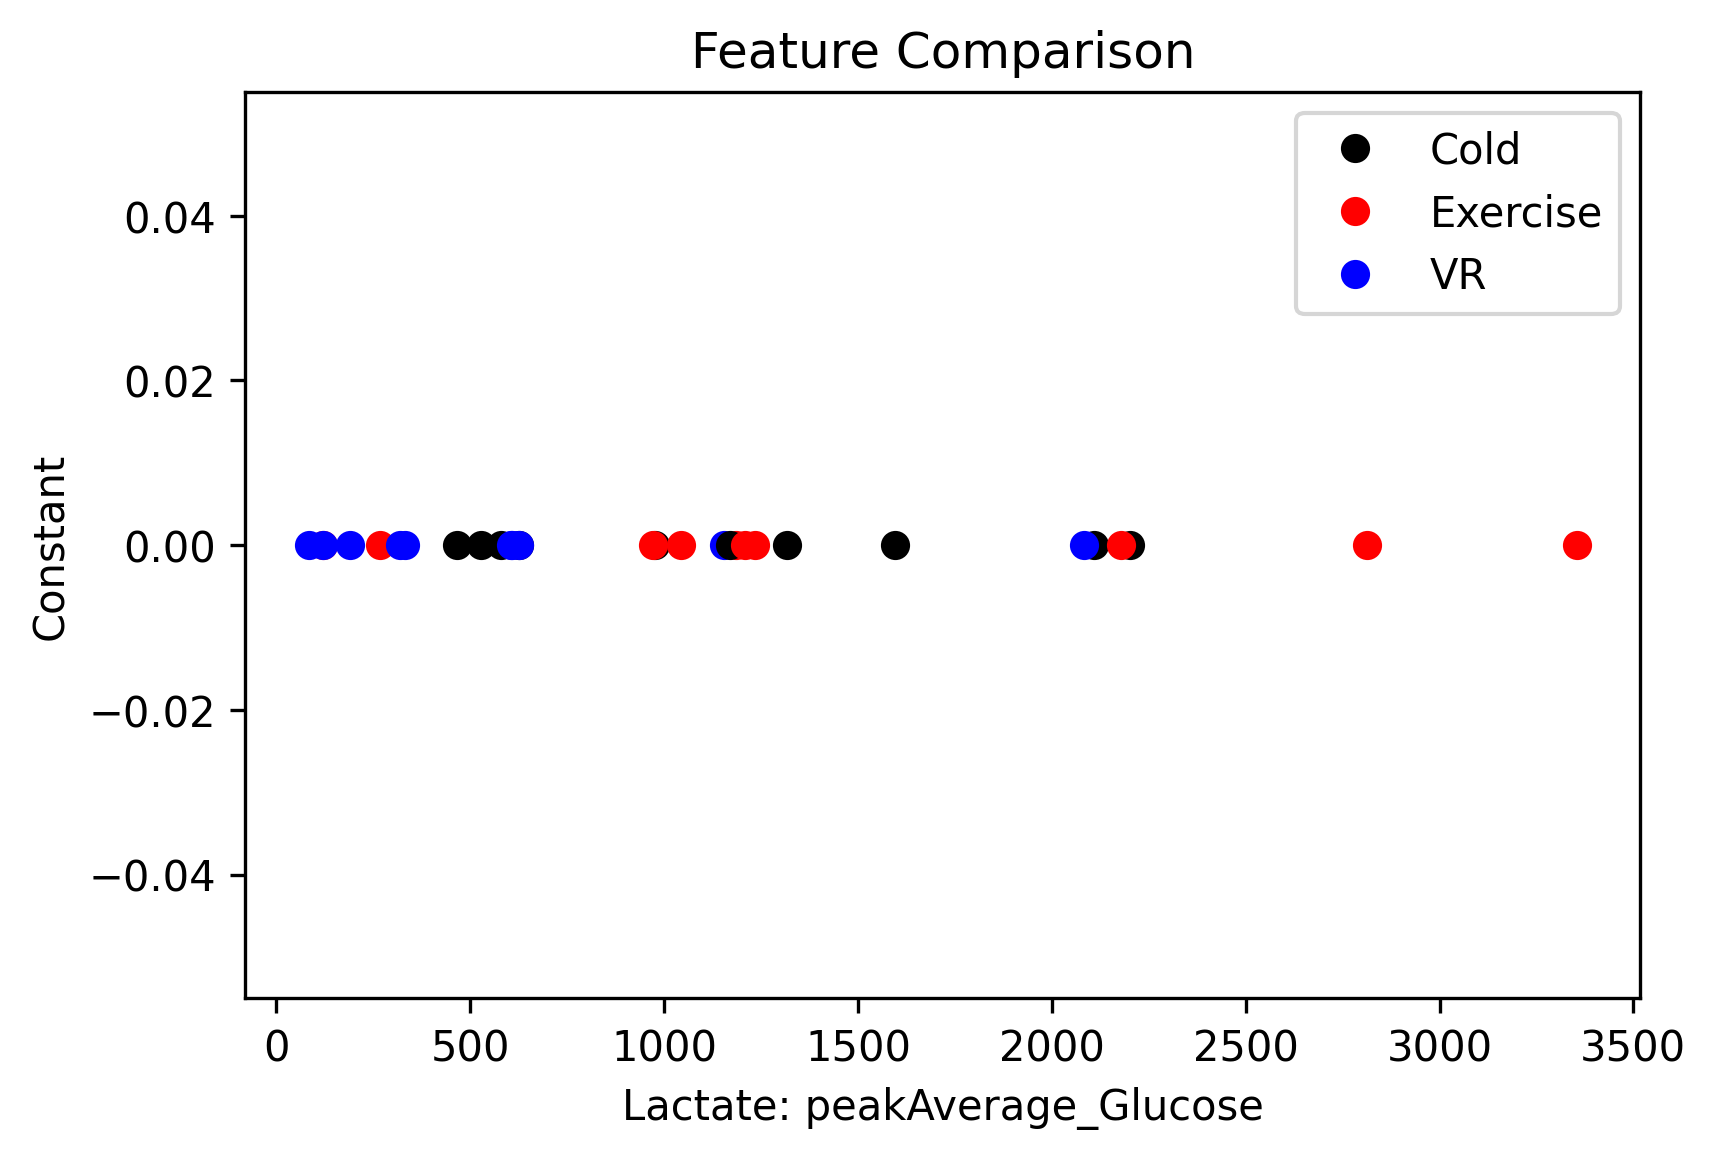 Feature Comparison
Cold
Exercise
VR
0.04
0.02
0.00
−0.02
−0.04
Constant
0 500 1000 1500 2000 2500 3000 3500
Lactate: peakAverage_Glucose